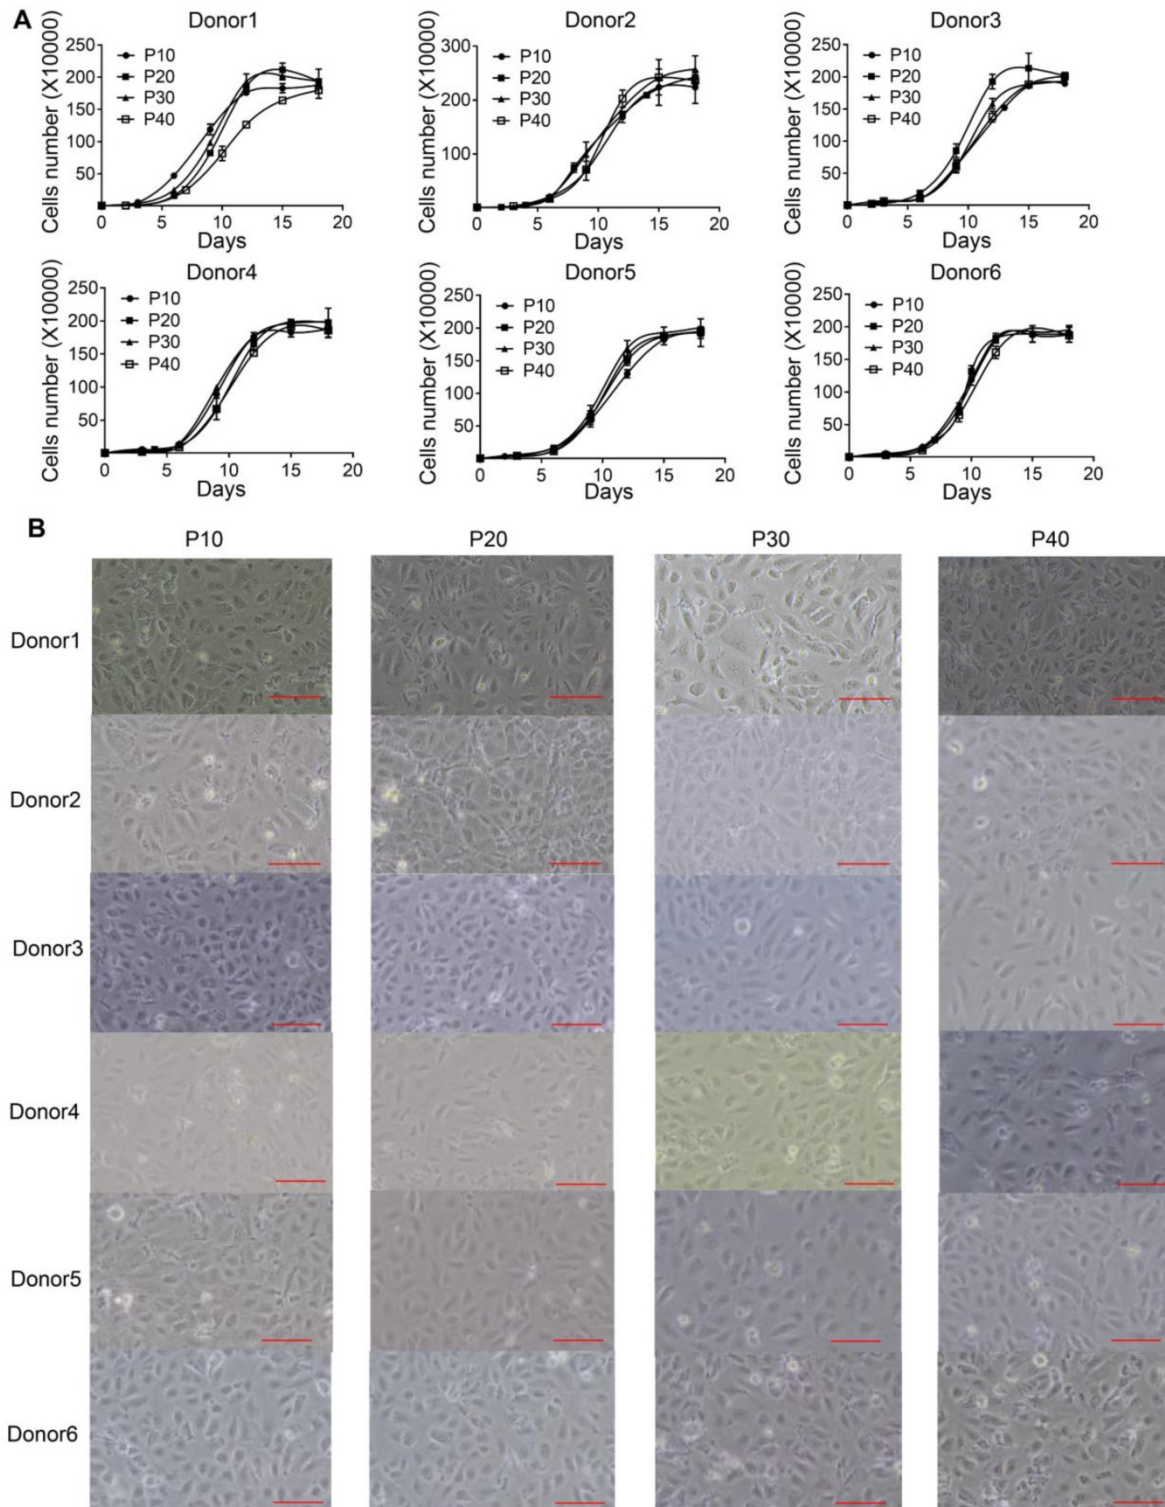 A
Donor1
Cells number (X10000)
250
200
150
100
50
P10
P20
P30
P40
0
5
10
15
20
Days
Donor2
Cells number (X10000)
300
200
100
P10
P20
P30
P40
0
5
10
15
20
Days
Donor3
Cells number (X10000)
250
200
150
100
50
P10
P20
P30
P40
0
5
10
15
20
Days
Donor4
Cells number (X10000)
250
200
150
100
50
P10
P20
P30
P40
0
5
10
15
20
Days
Donor5
Cells number (X10000)
250
200
150
100
50
P10
P20
P30
P40
0
5
10
15
20
Days
Donor6
Cells number (X10000)
250
200
150
100
50
P10
P20
P30
P40
0
5
10
15
20
Days
B
P10 P20 P30 P40
Donor1
Donor2
Donor3
Donor4
Donor5
Donor6